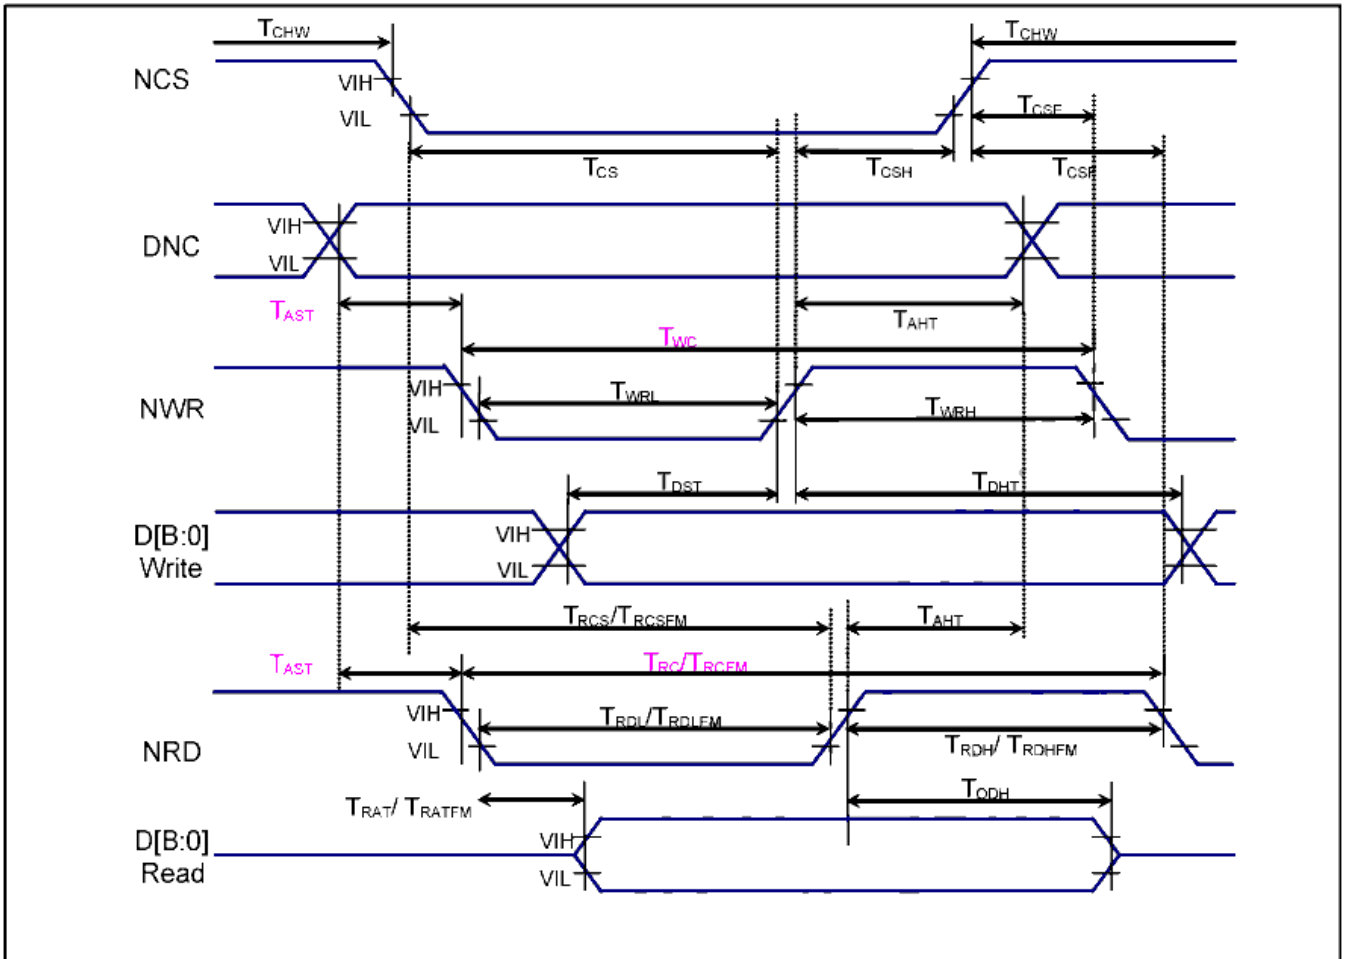 TCHW TCHW
NCS VIH
VIL
TCSF
TCS TCSH TCSF
DNC VIH
VIL
TAST TAHT
TWC
NWR VIH
VIL
TWRL TWRH
TDST TDHT
D[B:0] VIH
Write VIL
TRCS/TRCSFM TAHT
TAST TRC/TRCFM
VIH
NRD VIL
TRDL/TRDLFM
TRDH/ TRDHFM
TRAT/ TRATFM TODH
D[B:0] VIH
Read VIL